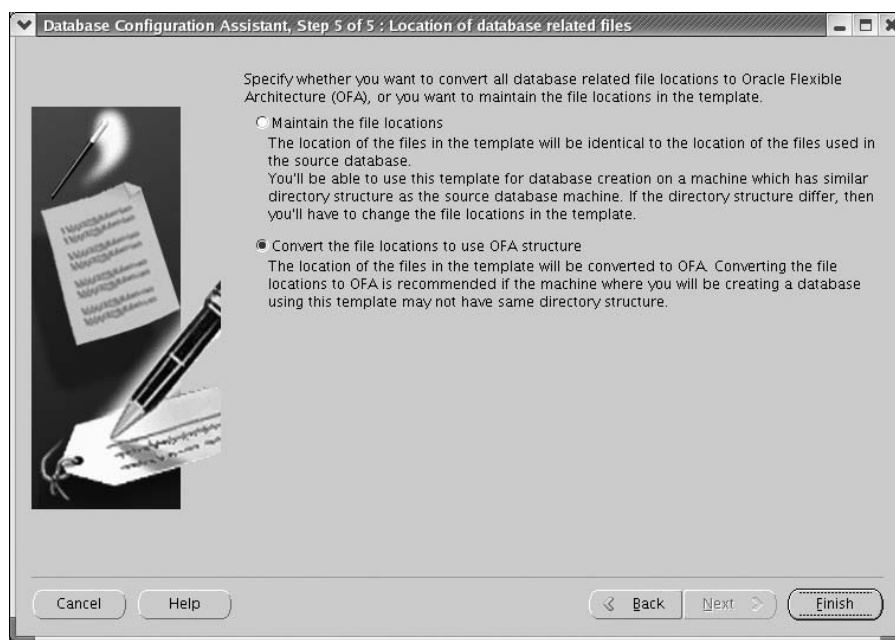 Database Configuration Assistant, Step 5 of 5 : Location of database related files
Specify whether you want to convert all database related file locations to Oracle Flexible
Architecture (OFA), or you want to maintain the file locations in the template.
Maintain the file locations
The location of the files in the template will be identical to the location of the files used in
the source database.
You'll be able to use this template for database creation on a machine which has similar
directory structure as the source database machine. If the directory structure differ, then
you'll have to change the file locations in the template.
Convert the file locations to use OFA structure
The location of the files in the template will be converted to OFA. Converting the file
locations to OFA is recommended if the machine where you will be creating a database
using this template may not have same directory structure.
Cancel Help Back Next Finish